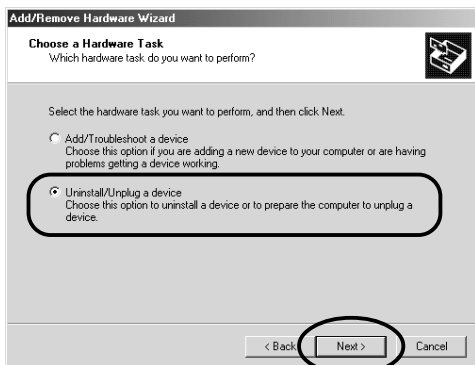 Add/Remove Hardware Wizard
Choose a Hardware Task
Which hardware task do you want to perform?
Select the hardware task you want to perform, and then click Next.
Add/Troubleshoot a device
Choose this option if you are adding a new device to your computer or are having
problems getting a device working.
Uninstall/Unplug a device
Choose this option to uninstall a device or to prepare the computer to unplug a
device.
< Back
Next >
Cancel